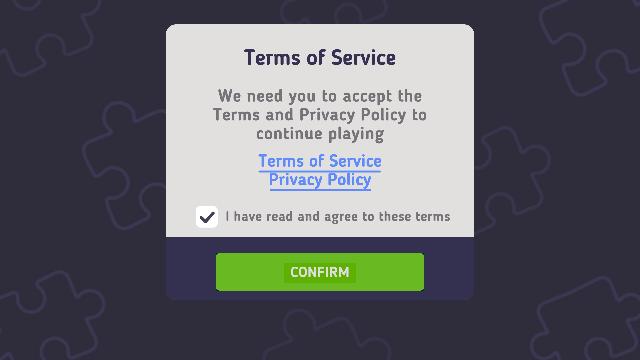 Terms of Service
We need you to accept the
Terms and Privacy Policy to
continue playing
Terms of Service
Privacy Policy
I have read and agree to these terms
CONFIRM